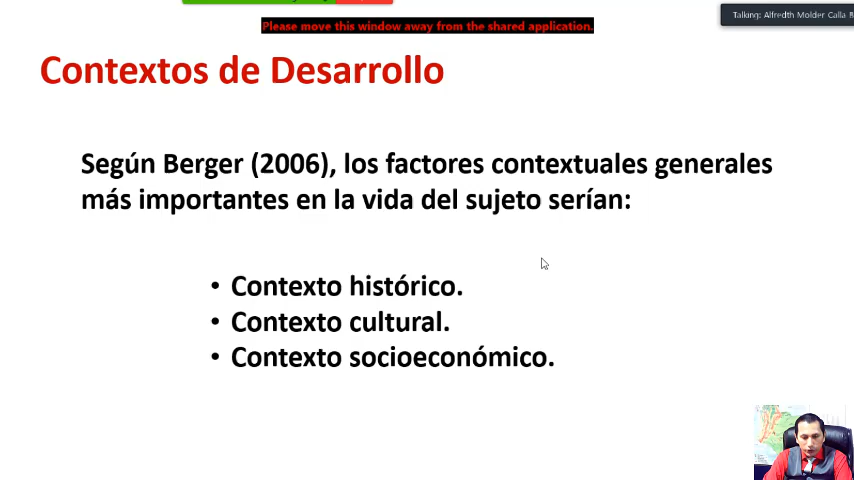 Please move this window away from the shared application.
Talking: Alfredth Molder Calla
Contextos de Desarrollo
Según Berger (2006), los factores contextuales generales
más importantes en la vida del sujeto serían:
• Contexto histórico.
• Contexto cultural.
• Contexto socioeconómico.